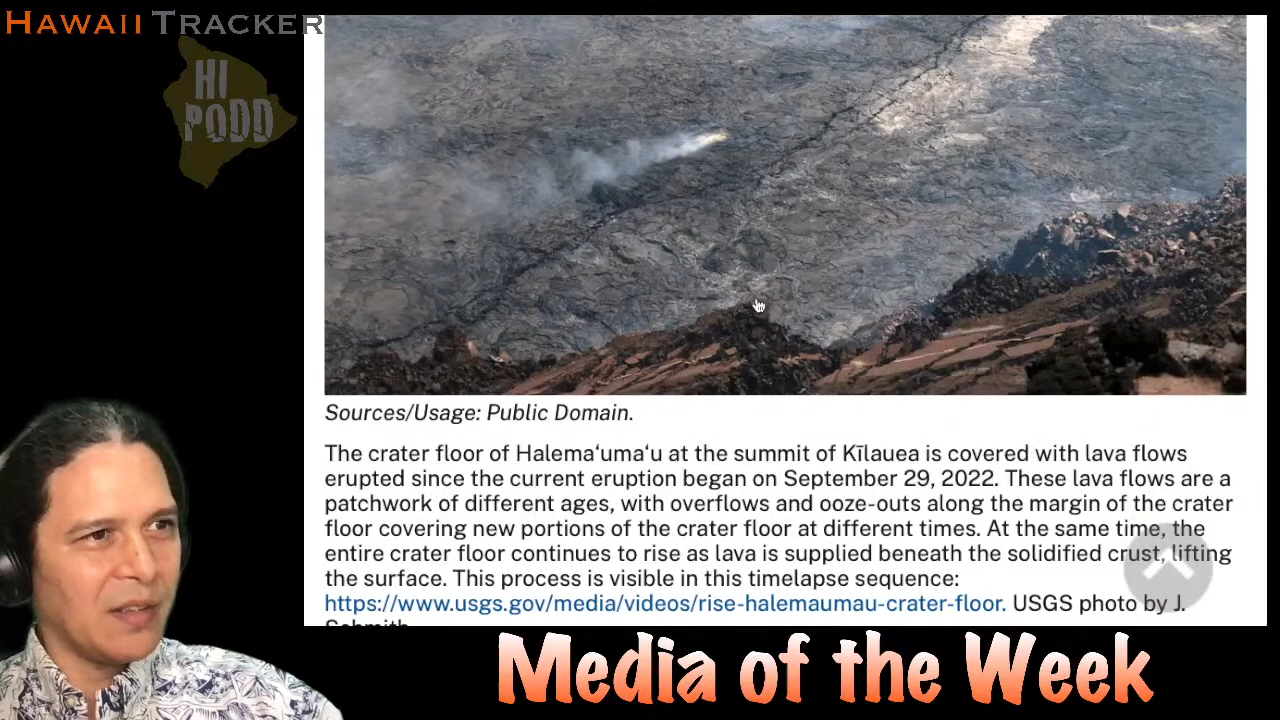 HAWAII TRACKER
HI
PODD
Sources/Usage: Public Domain.
The crater floor of Halemaʻumaʻu at the summit of Kīlauea is covered with lava flows
erupted since the current eruption began on September 29, 2022. These lava flows are a
patchwork of different ages, with overflows and ooze-outs along the margin of the crater
floor covering new portions of the crater floor at different times. At the same time, the
entire crater floor continues to rise as lava is supplied beneath the solidified crust, lifting
the surface. This process is visible in this timelapse sequence:
https://www.usgs.gov/media/videos/rise-halemaumau-crater-floor. USGS photo by J.
Media of the Week